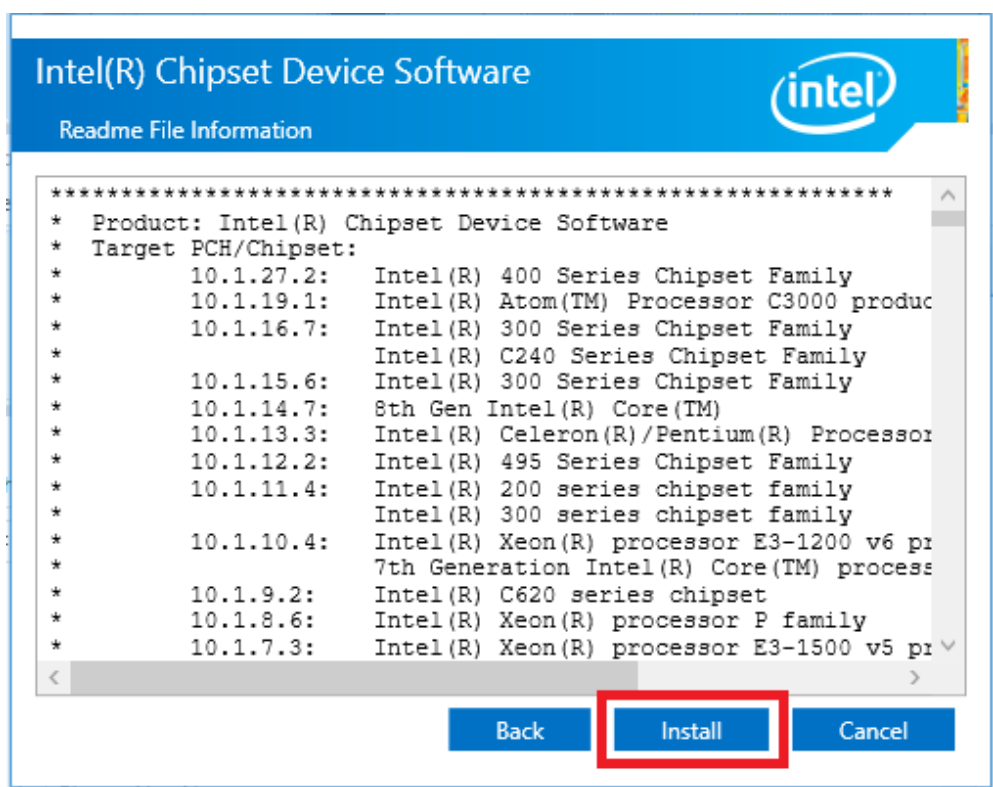 Intel(R) Chipset Device Software
intel
Readme File Information
************************************************************
* Product: Intel(R) Chipset Device Software
* Target PCH/Chipset:
* 10.1.27.2: Intel(R) 400 Series Chipset Family
* 10.1.19.1: Intel(R) Atom(TM) Processor C3000 produc
* 10.1.16.7: Intel(R) 300 Series Chipset Family
* Intel(R) C240 Series Chipset Family
* 10.1.15.6: Intel(R) 300 Series Chipset Family
* 10.1.14.7: 8th Gen Intel(R) Core(TM)
* 10.1.13.3: Intel(R) Celeron(R)/Pentium(R) Processor
* 10.1.12.2: Intel(R) 495 Series Chipset Family
* 10.1.11.4: Intel(R) 200 series chipset family
* Intel(R) 300 series chipset family
* 10.1.10.4: Intel(R) Xeon(R) processor E3-1200 v6 pr
* 7th Generation Intel(R) Core(TM) process
* 10.1.9.2: Intel(R) C620 series chipset
* 10.1.8.6: Intel(R) Xeon(R) processor P family
* 10.1.7.3: Intel(R) Xeon(R) processor E3-1500 v5 pr
Back Install Cancel